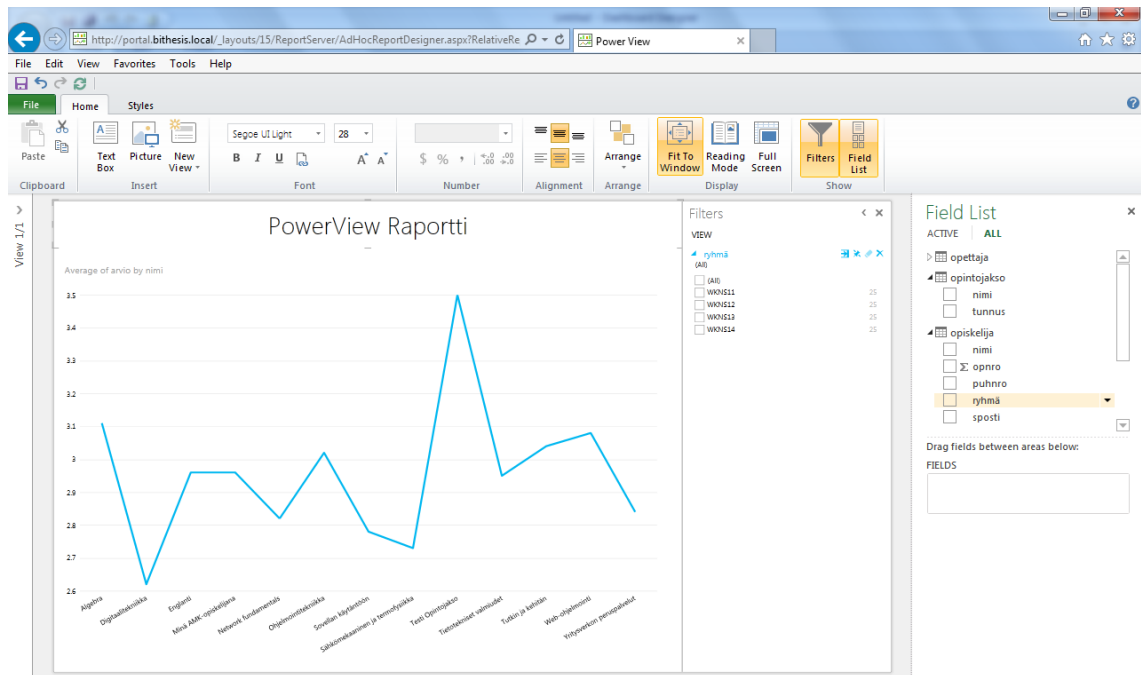 http://portal.bithesis.local/_layouts/15/ReportServer/AdHocReportDesigner.aspx?RelativeRe
Power View
File Edit View Favorites Tools Help
File Home Styles
Paste
Text Box
Picture
New View
Segoe UI Light 28
B I U A A
$ % , .00 .00
Arrange
Fit To Window
Reading Mode
Full Screen
Filters
Field List
Clipboard Insert Font Number Alignment Arrange Display Show
View 1/1
PowerView Raportti
Average of arvio by nimi
3.5
3.4
3.3
3.2
3.1
3
2.9
2.8
2.7
2.6
Algebra
Digitaalitekniikka
Englanti
Minä AMK-opiskelijana
Network fundamentals
Ohjelmointitekniikka
Sovellan käytäntöön
Sähkömekaaninen ja termofysiikka
Testi Opintojakso
Tietotekniset valmiudet
Tutkin ja kehitän
Web-ohjelmointi
Yritysverkon peruspalvelut
Filters
VIEW
ryhmä
(All)
(All)
WKNS11 25
WKNS12 25
WKNS13 25
WKNS14 25
Field List
ACTIVE ALL
opettaja
opintojakso
nimi
tunnus
opiskelija
nimi
Σ opnro
puhnro
ryhmä
sposti
Drag fields between areas below:
FIELDS